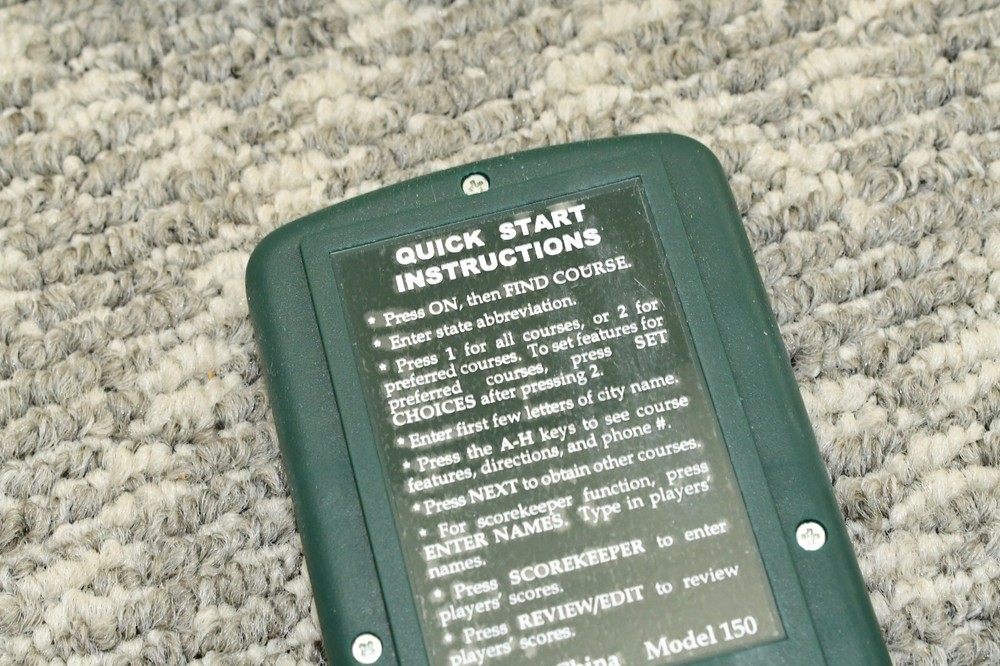 QUICK START
INSTRUCTIONS
* Press ON, then FIND COURSE.
* Enter state abbreviation.
* Press 1 for all courses, or 2 for
preferred courses. To set features for
preferred courses, press SET
CHOICES after pressing 2.
* Enter first few letters of city name.
* Press the A-H keys to see course
features, directions, and phone #.
* Press NEXT to obtain other courses.
* For scorekeeper function, press
ENTER NAMES. Type in players'
names.
* Press SCOREKEEPER to enter
players' scores.
* Press REVIEW/EDIT to review
players' scores.
China Model 150